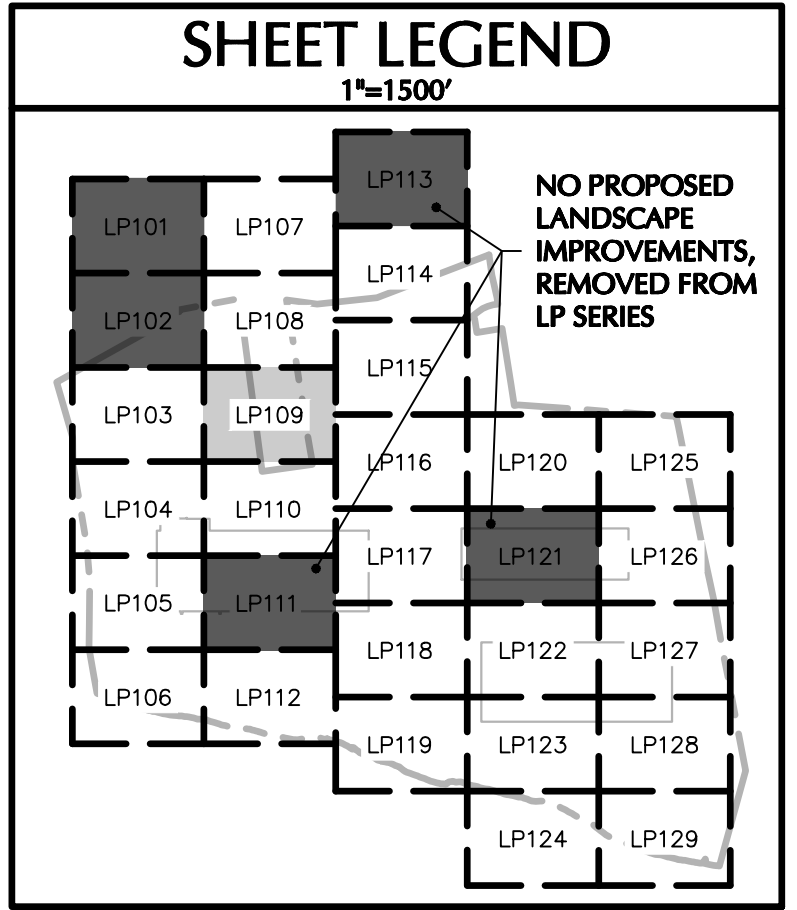 SHEET LEGEND
1"=1500'
NO PROPOSED
LANDSCAPE
IMPROVEMENTS,
REMOVED FROM
LP SERIES
LP101
LP102
LP103
LP104
LP105
LP106
LP107
LP108
LP109
LP110
LP111
LP112
LP113
LP114
LP115
LP116
LP117
LP118
LP119
LP120
LP121
LP122
LP123
LP124
LP125
LP126
LP127
LP128
LP129